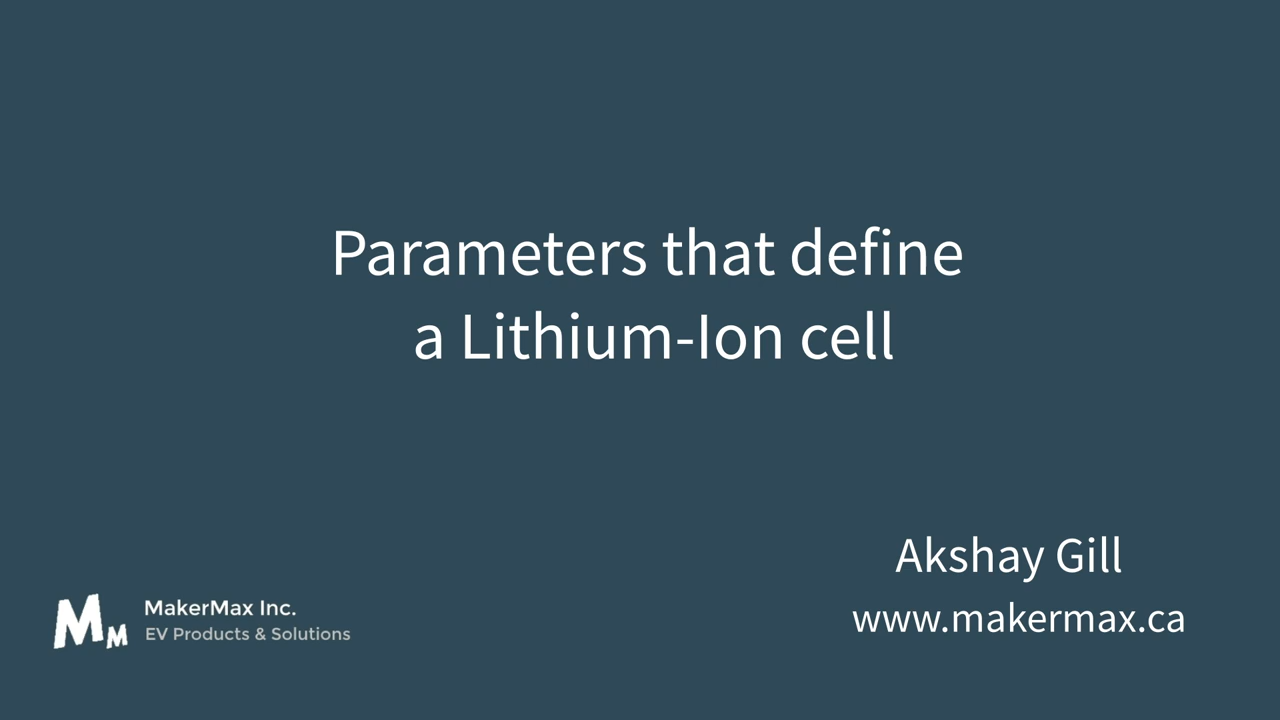 Parameters that define
a Lithium-Ion cell
Akshay Gill
www.makermax.ca
MM
MakerMax Inc.
EV Products & Solutions